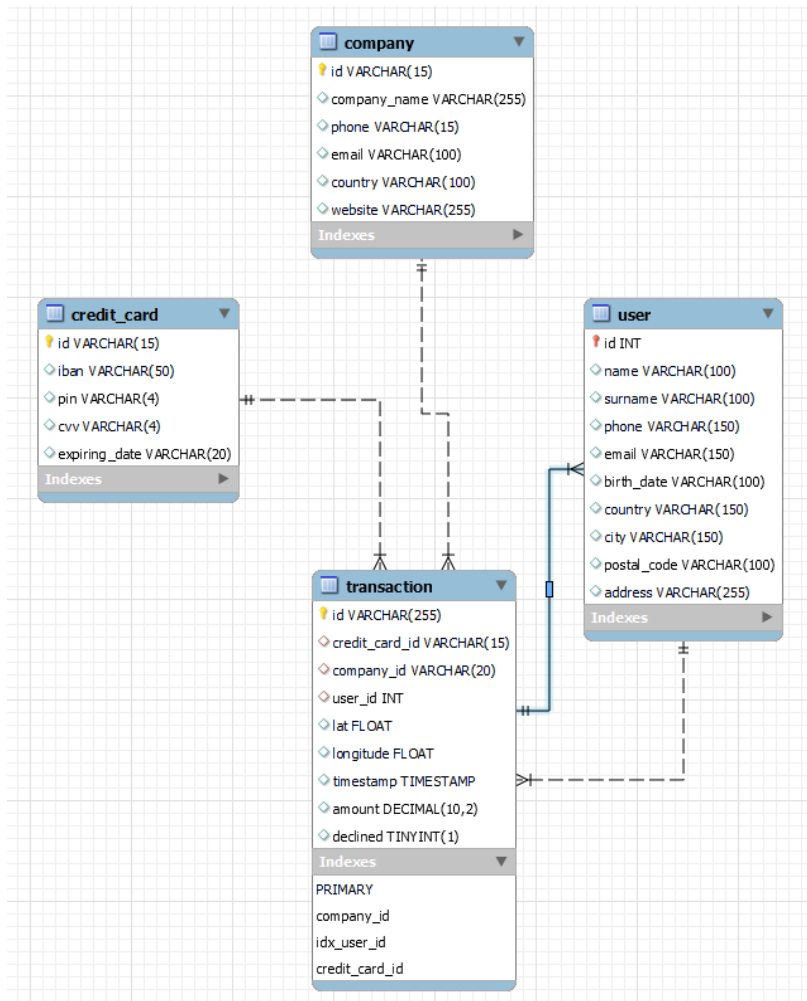 company
id VARCHAR(15)
company_name VARCHAR(255)
phone VARCHAR(15)
email VARCHAR(100)
country VARCHAR(100)
website VARCHAR(255)
Indexes
credit_card
id VARCHAR(15)
iban VARCHAR(50)
pin VARCHAR(4)
cvv VARCHAR(4)
expiring_date VARCHAR(20)
Indexes
user
id INT
name VARCHAR(100)
surname VARCHAR(100)
phone VARCHAR(150)
email VARCHAR(150)
birth_date VARCHAR(100)
country VARCHAR(150)
city VARCHAR(150)
postal_code VARCHAR(100)
address VARCHAR(255)
Indexes
transaction
id VARCHAR(255)
credit_card_id VARCHAR(15)
company_id VARCHAR(20)
user_id INT
lat FLOAT
longitude FLOAT
timestamp TIMESTAMP
amount DECIMAL(10,2)
declined TINYINT(1)
Indexes
PRIMARY
company_id
idx_user_id
credit_card_id